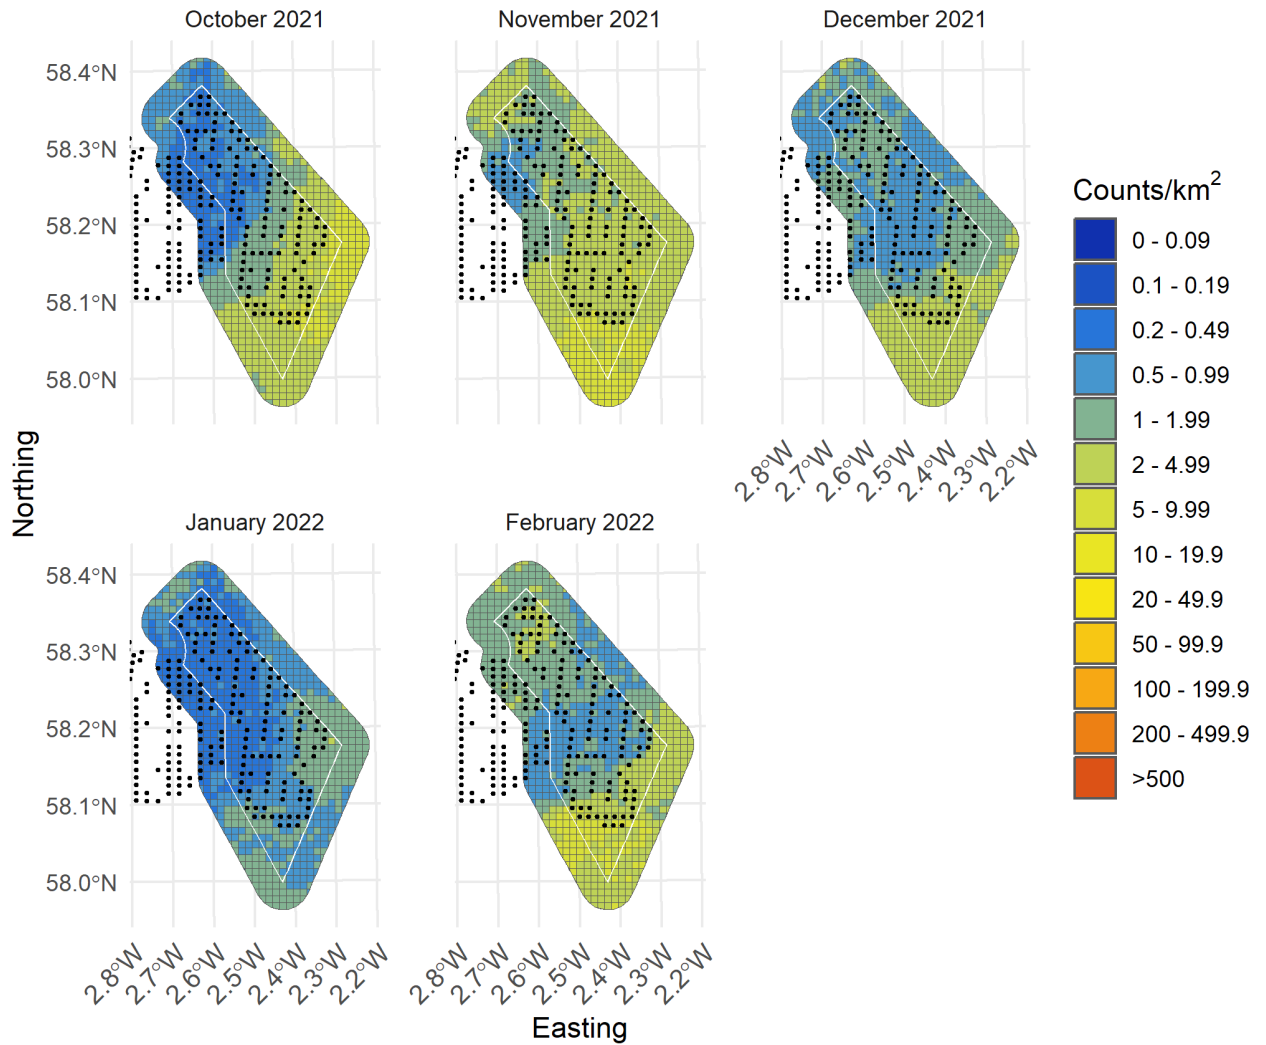 October 2021
November 2021
December 2021
58.4°N
58.3°N
58.2°N
58.1°N
58.0°N
2.8°W
2.7°W
2.6°W
2.5°W
2.4°W
2.3°W
2.2°W
January 2022
February 2022
58.4°N
58.3°N
58.2°N
58.1°N
58.0°N
2.8°W
2.7°W
2.6°W
2.5°W
2.4°W
2.3°W
2.2°W
2.8°W
2.7°W
2.6°W
2.5°W
2.4°W
2.3°W
2.2°W
Northing
Easting
Counts/km²
0 - 0.09
0.1 - 0.19
0.2 - 0.49
0.5 - 0.99
1 - 1.99
2 - 4.99
5 - 9.99
10 - 19.9
20 - 49.9
50 - 99.9
100 - 199.9
200 - 499.9
>500